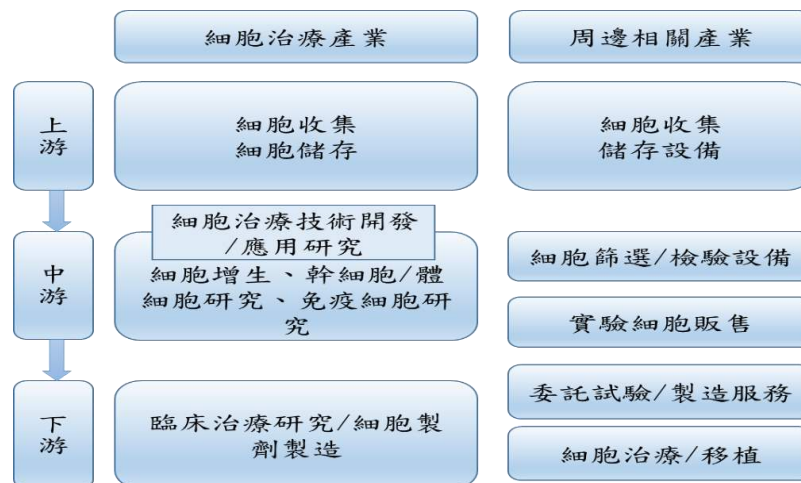 細胞治療產業
周邊相關產業
上
游
細胞收集
細胞儲存
細胞收集
儲存設備
細胞治療技術開發
/應用研究
中
游
細胞增生、幹細胞/體
細胞研究、免疫細胞研
究
細胞篩選/檢驗設備
實驗細胞販售
下
游
臨床治療研究/細胞製
劑製造
委託試驗/製造服務
細胞治療/移植